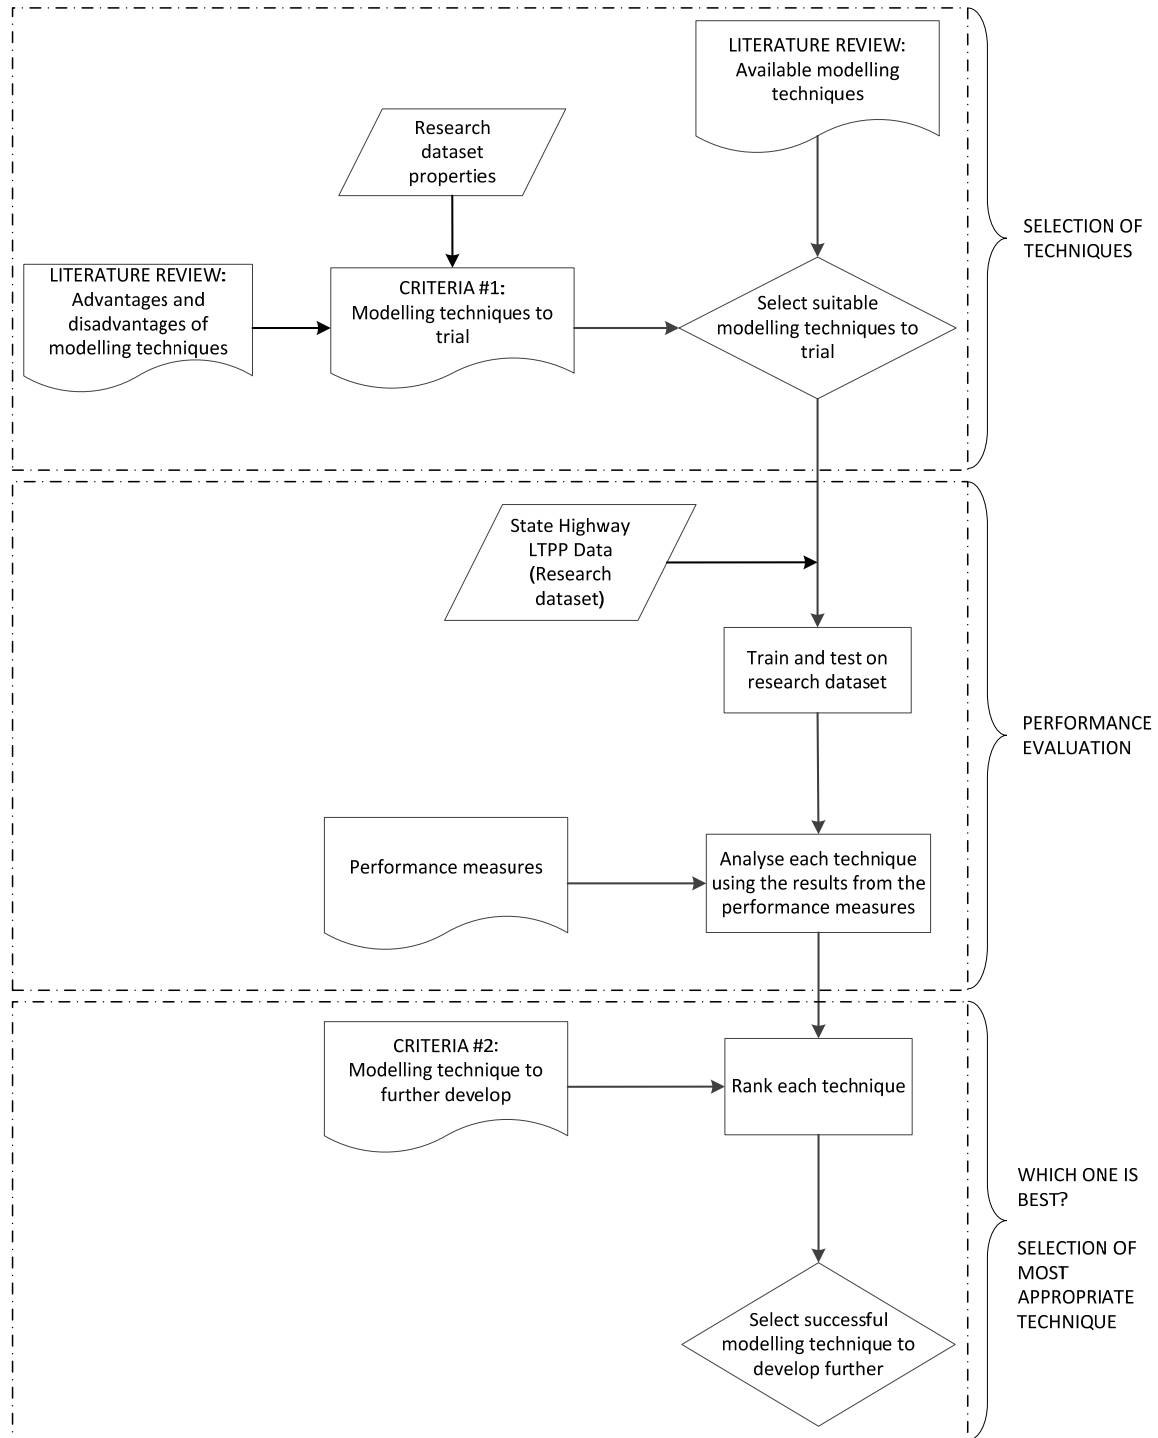 LITERATURE REVIEW:
Available modelling
techniques
Research
dataset
properties
LITERATURE REVIEW:
Advantages and
disadvantages of
modelling techniques
CRITERIA #1:
Modelling techniques to
trial
Select suitable
modelling techniques to
trial
SELECTION OF
TECHNIQUES
State Highway
LTPP Data
(Research
dataset)
Train and test on
research dataset
PERFORMANCE
EVALUATION
Performance measures
Analyse each technique
using the results from the
performance measures
CRITERIA #2:
Modelling technique to
further develop
Rank each technique
WHICH ONE IS
BEST?
SELECTION OF
MOST
APPROPRIATE
TECHNIQUE
Select successful
modelling technique to
develop further